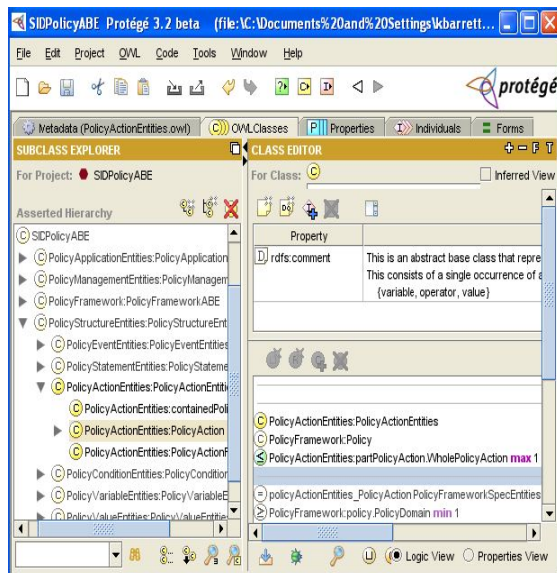 SIDPolicyABE Protégé 3.2 beta (file:\C:\Documents%20and%20Settings\kbarrett...
File Edit Project OWL Code Tools Window Help
protégé
Metadata (PolicyActionEntities.owl) OWLClasses Properties Individuals Forms
SUBCLASS EXPLORER
For Project: SIDPolicyABE
Asserted Hierarchy
SIDPolicyABE
PolicyApplicationEntities:PolicyApplication
PolicyManagementEntities:PolicyManagem
PolicyFramework:PolicyFrameworkABE
PolicyStructureEntities:PolicyStructureEnt
PolicyEventEntities:PolicyEventEntities
PolicyStatementEntities:PolicyStateme
PolicyActionEntities:PolicyActionEntiti
PolicyActionEntities:containedPoli
PolicyActionEntities:PolicyAction
PolicyActionEntities:PolicyActionF
PolicyConditionEntities:PolicyCondition
PolicyVariableEntities:PolicyVariableE
PolicyValueEntities:PolicyValueEntitie
CLASS EDITOR
For Class:
Inferred View
Property
rdfs:comment
This is an abstract base class that repre
This consists of a single occurrence of a
{variable, operator, value}
PolicyActionEntities:PolicyActionEntities
PolicyFramework:Policy
PolicyActionEntities:partPolicyAction.WholePolicyAction max 1
policyActionEntities_PolicyAction PolicyFrameworkSpecEntities
PolicyFramework:policy.PolicyDomain min 1
Logic View Properties View